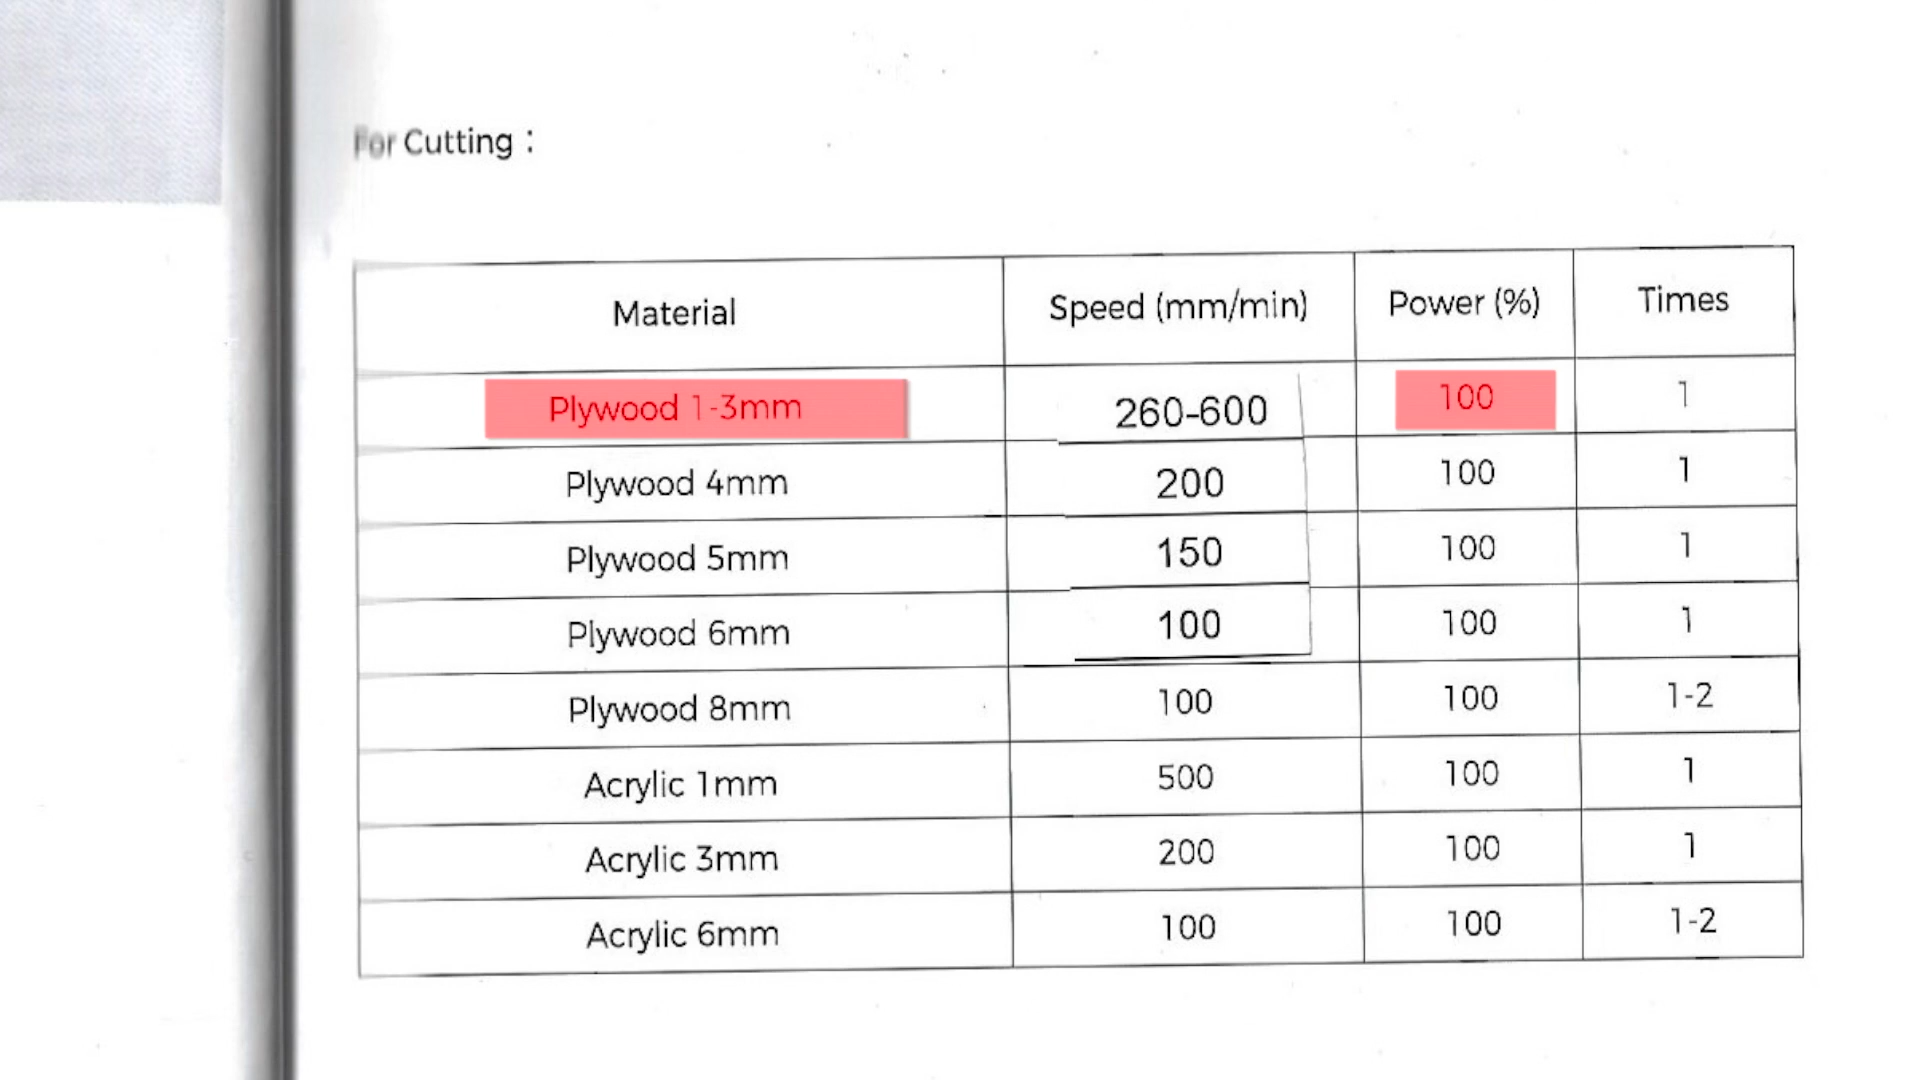 For Cutting :
Material Speed (mm/min) Power (%) Times
Plywood 1-3mm 260-600 100 1
Plywood 4mm 200 100 1
Plywood 5mm 150 100 1
Plywood 6mm 100 100 1
Plywood 8mm 100 100 1-2
Acrylic 1mm 500 100 1
Acrylic 3mm 200 100 1
Acrylic 6mm 100 100 1-2